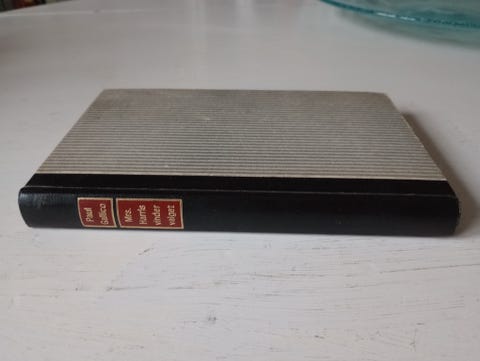 Paul
Gallico
Mrs.
Harris
vinder
valget